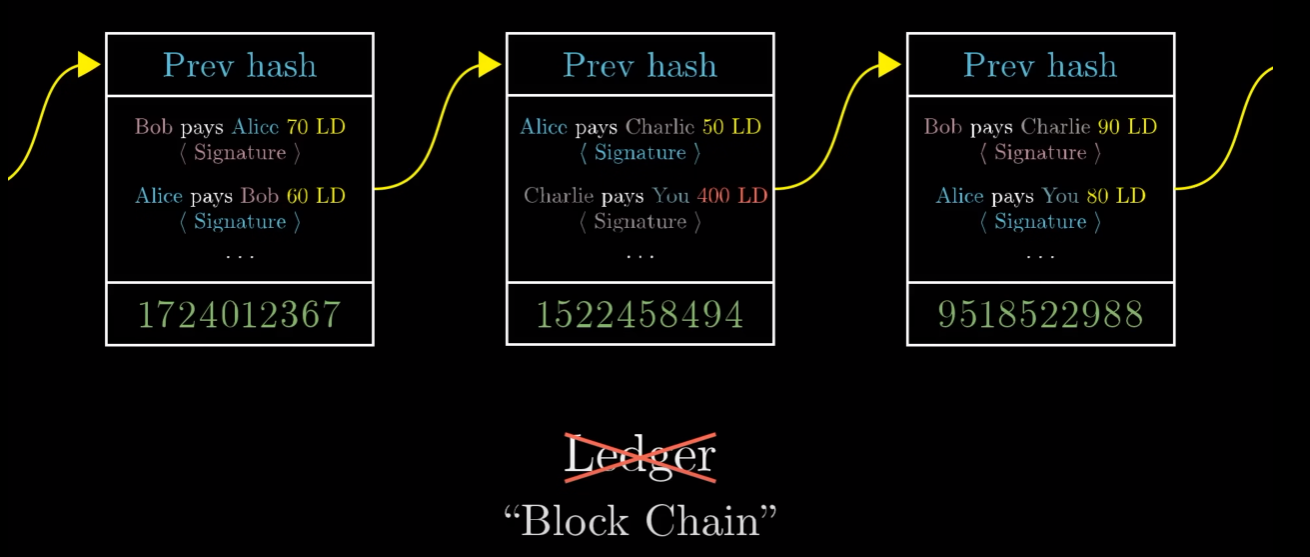 Prev hash
Bob pays Alice 70 LD
⟨ Signature ⟩
Alice pays Bob 60 LD
⟨ Signature ⟩
...
1724012367
Prev hash
Alice pays Charlie 50 LD
⟨ Signature ⟩
Charlie pays You 400 LD
⟨ Signature ⟩
...
1522458494
Prev hash
Bob pays Charlie 90 LD
⟨ Signature ⟩
Alice pays You 80 LD
⟨ Signature ⟩
...
9518522988
Ledger
“Block Chain”